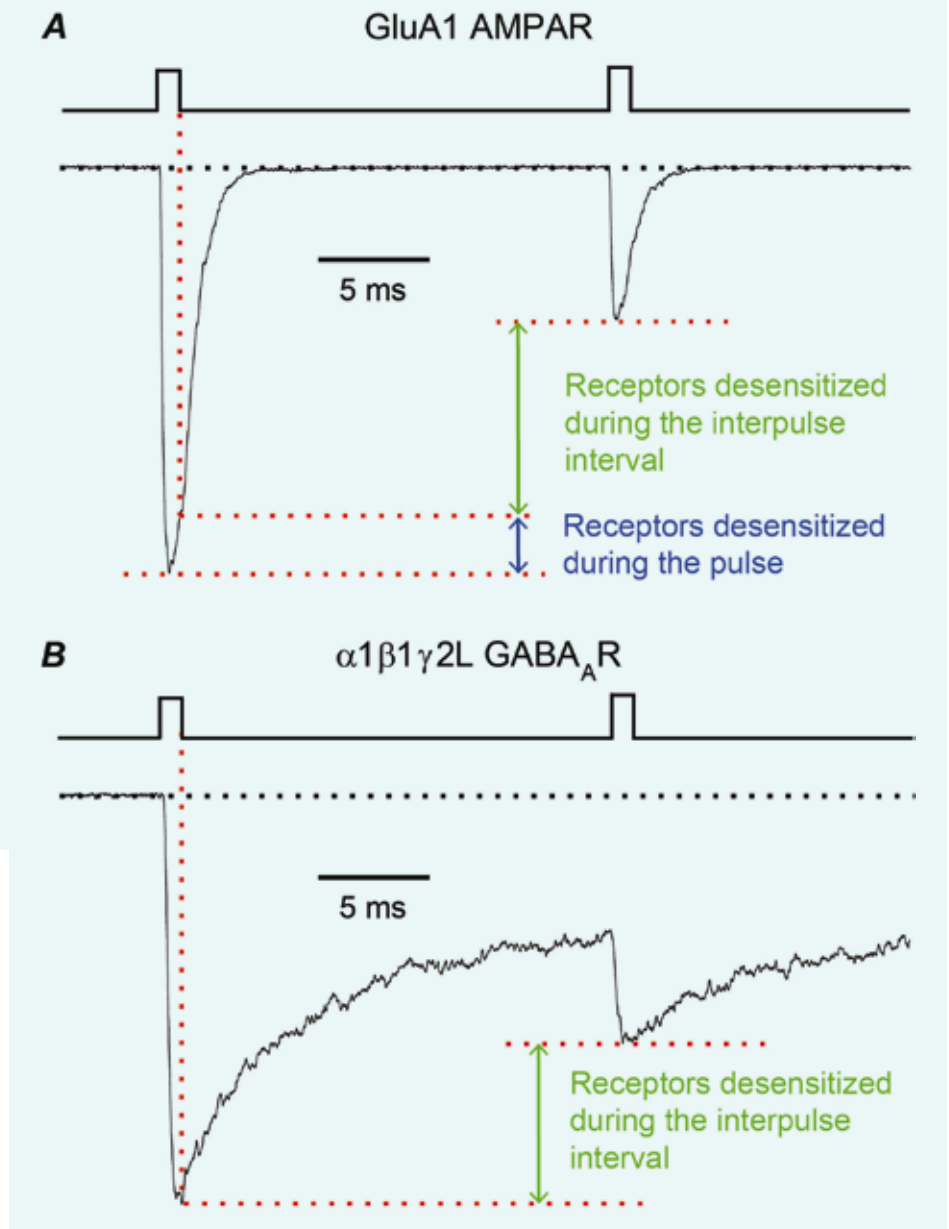 A
GluA1 AMPAR
5 ms
Receptors desensitized
during the interpulse
interval
Receptors desensitized
during the pulse
B
α1β1γ2L GABAAR
5 ms
Receptors desensitized
during the interpulse
interval